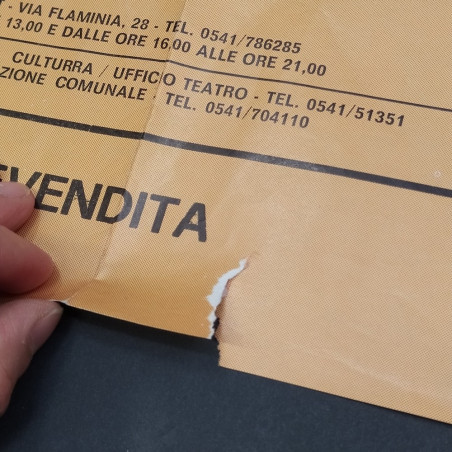 - VIA FLAMINIA, 28 - TEL. 0541/786285
13,00 E DALLE ORE 16,00 ALLE ORE 21,00
CULTURRA / UFFICIO TEATRO - TEL. 0541/51351
ZIONE COMUNALE - TEL. 0541/704110
EVENDITA